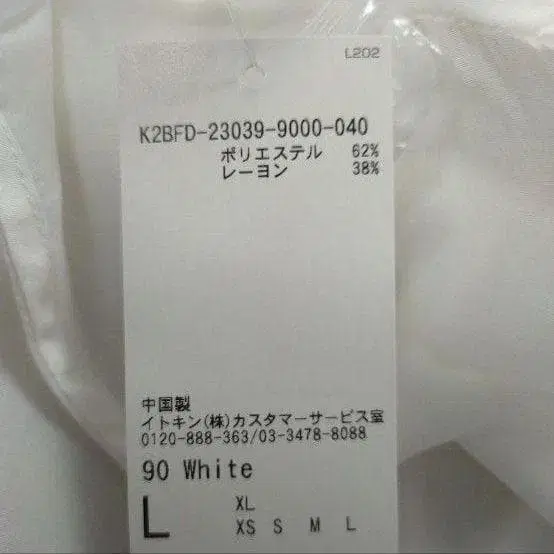 L202
K2BFD-23039-9000-040
ポリエステル 62%
レーヨン 38%
中国製
イトキン(株)カスタマーサービス室
0120-888-363/03-3478-8088
90 White
L
XL
XS S M L